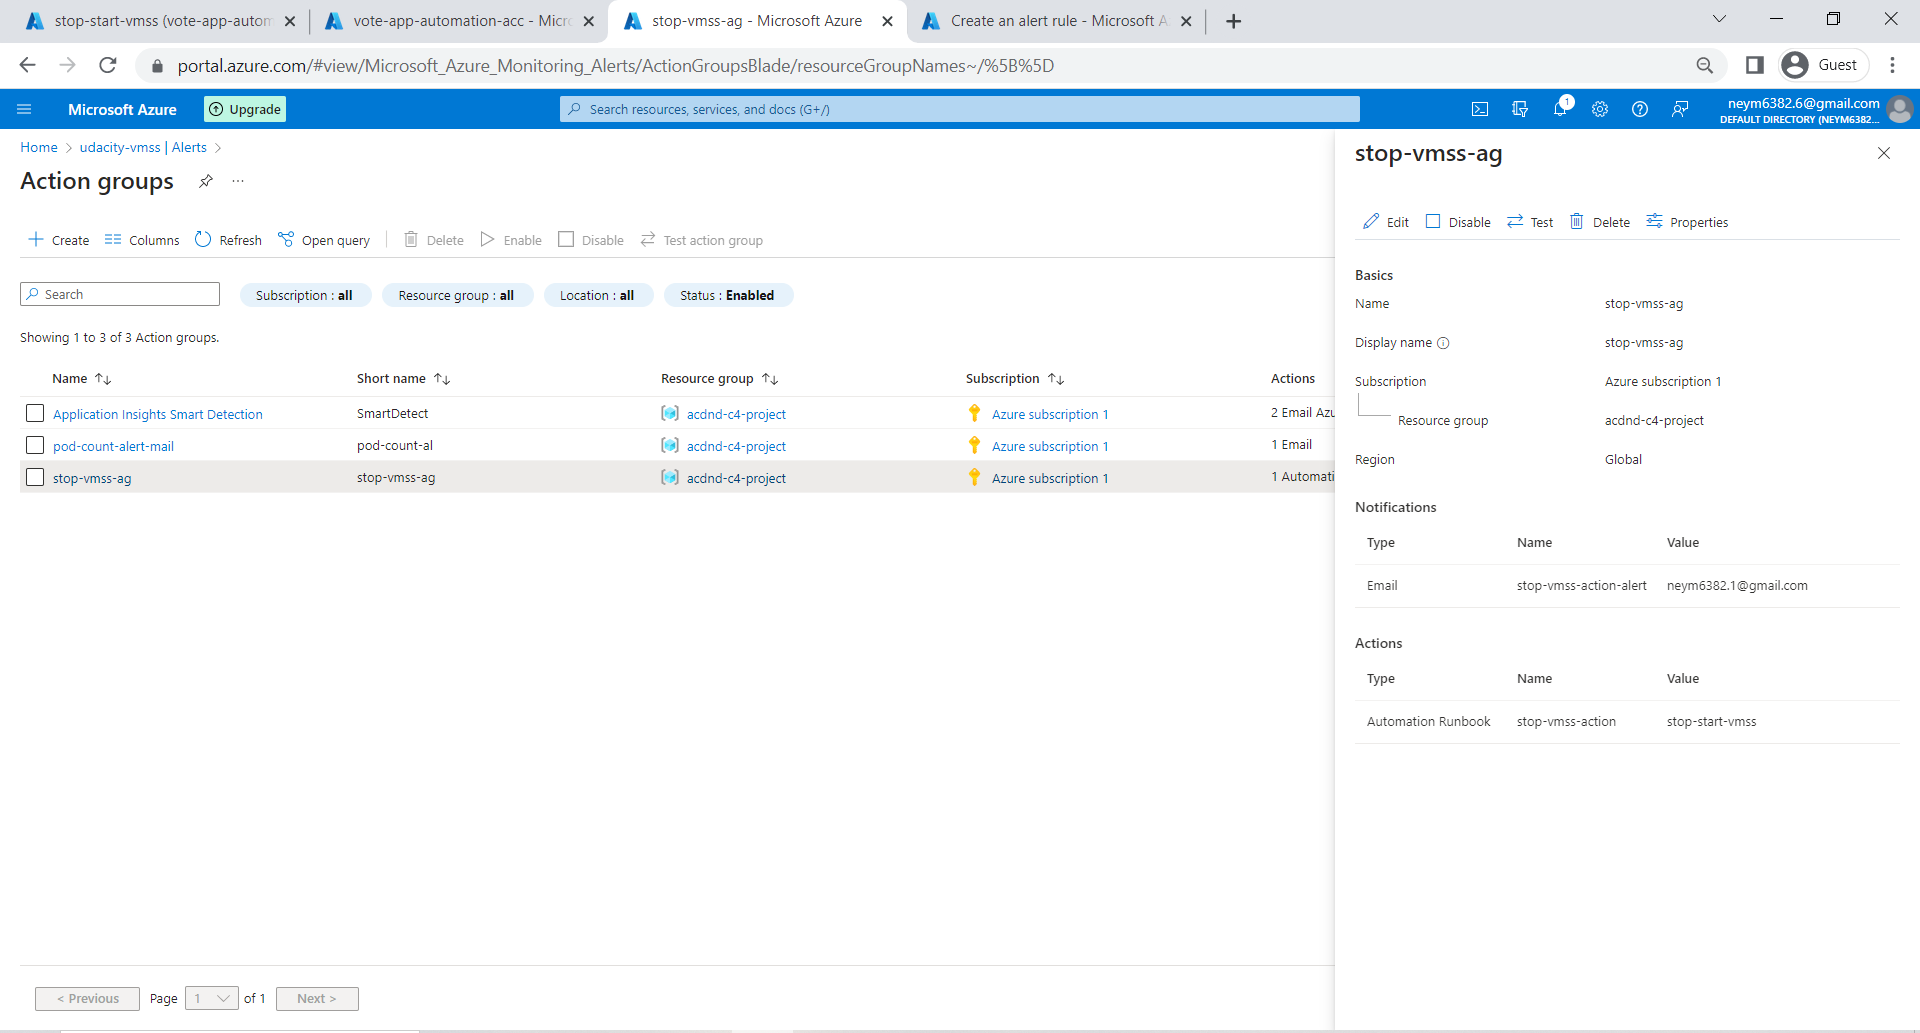 stop-start-vmss (vote-app-autom
vote-app-automation-acc - Micro
stop-vmss-ag - Microsoft Azure
Create an alert rule - Microsoft A
portal.azure.com/#view/Microsoft_Azure_Monitoring_Alerts/ActionGroupsBlade/resourceGroupNames~/%5B%5D
Guest
Microsoft Azure
Upgrade
Search resources, services, and docs (G+/)
1
neym6382.6@gmail.com
DEFAULT DIRECTORY (NEYM6382...
Home > udacity-vmss | Alerts >
Action groups
...
Create Columns Refresh Open query Delete Enable Disable Test action group
Search
Subscription : all Resource group : all Location : all Status : Enabled
Showing 1 to 3 of 3 Action groups.
Name Short name Resource group Subscription Actions
Application Insights Smart Detection SmartDetect acdnd-c4-project Azure subscription 1 2 Email Azu
pod-count-alert-mail pod-count-al acdnd-c4-project Azure subscription 1 1 Email
stop-vmss-ag stop-vmss-ag acdnd-c4-project Azure subscription 1 1 Automati
< Previous Page 1 of 1 Next >
stop-vmss-ag
Edit Disable Test Delete Properties
Basics
Name stop-vmss-ag
Display name stop-vmss-ag
Subscription Azure subscription 1
Resource group acdnd-c4-project
Region Global
Notifications
Type Name Value
Email stop-vmss-action-alert neym6382.1@gmail.com
Actions
Type Name Value
Automation Runbook stop-vmss-action stop-start-vmss